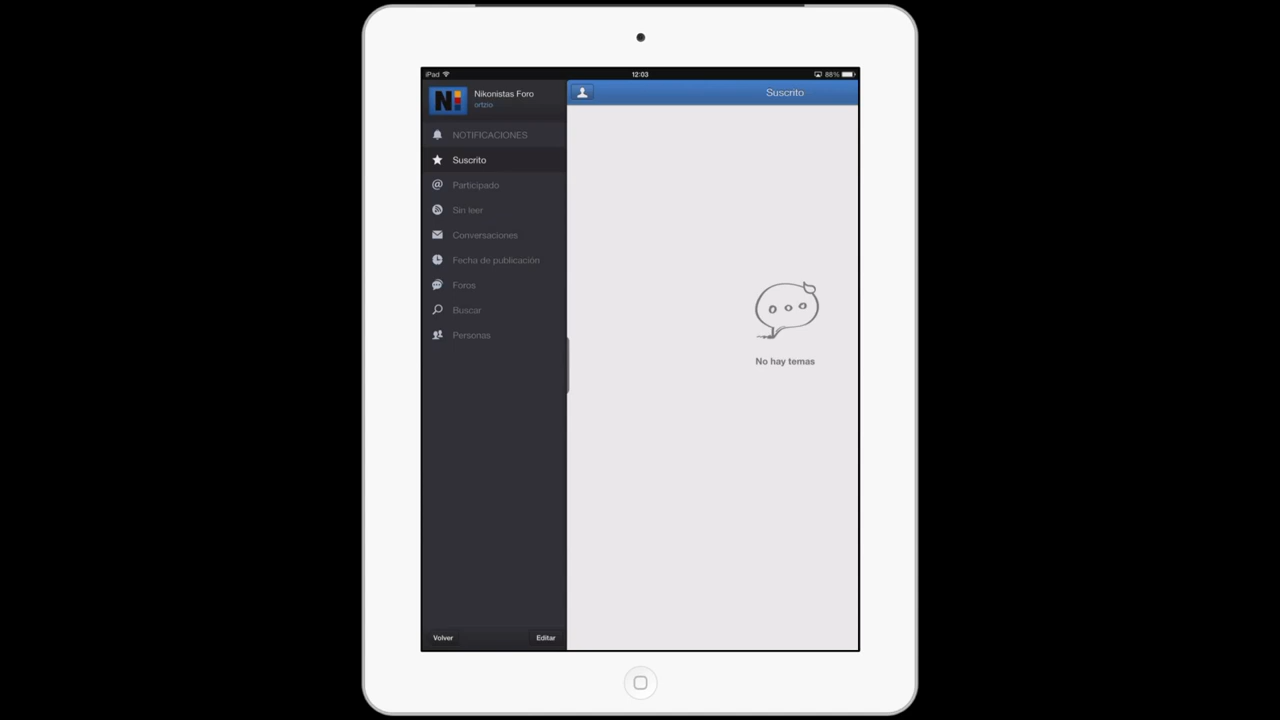 iPad
12:03
88%
N
Nikonistas Foro
ortzio
Suscrito
NOTIFICACIONES
Suscrito
Participado
Sin leer
Conversaciones
Fecha de publicación
Foros
Buscar
Personas
No hay temas
Volver
Editar